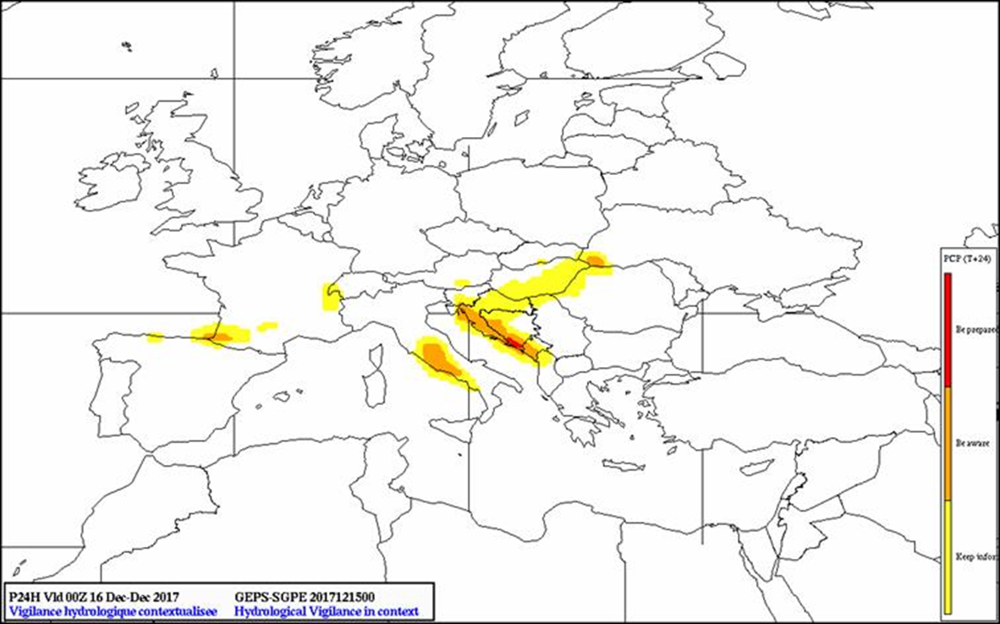 PCP (T+24)
Be prepare
Be aware
Keep infor
P24H Vld 00Z 16 Dec-Dec 2017 GEPS-SGPE 2017121500
Vigilance hydrologique contextualisee Hydrological Vigilance in context